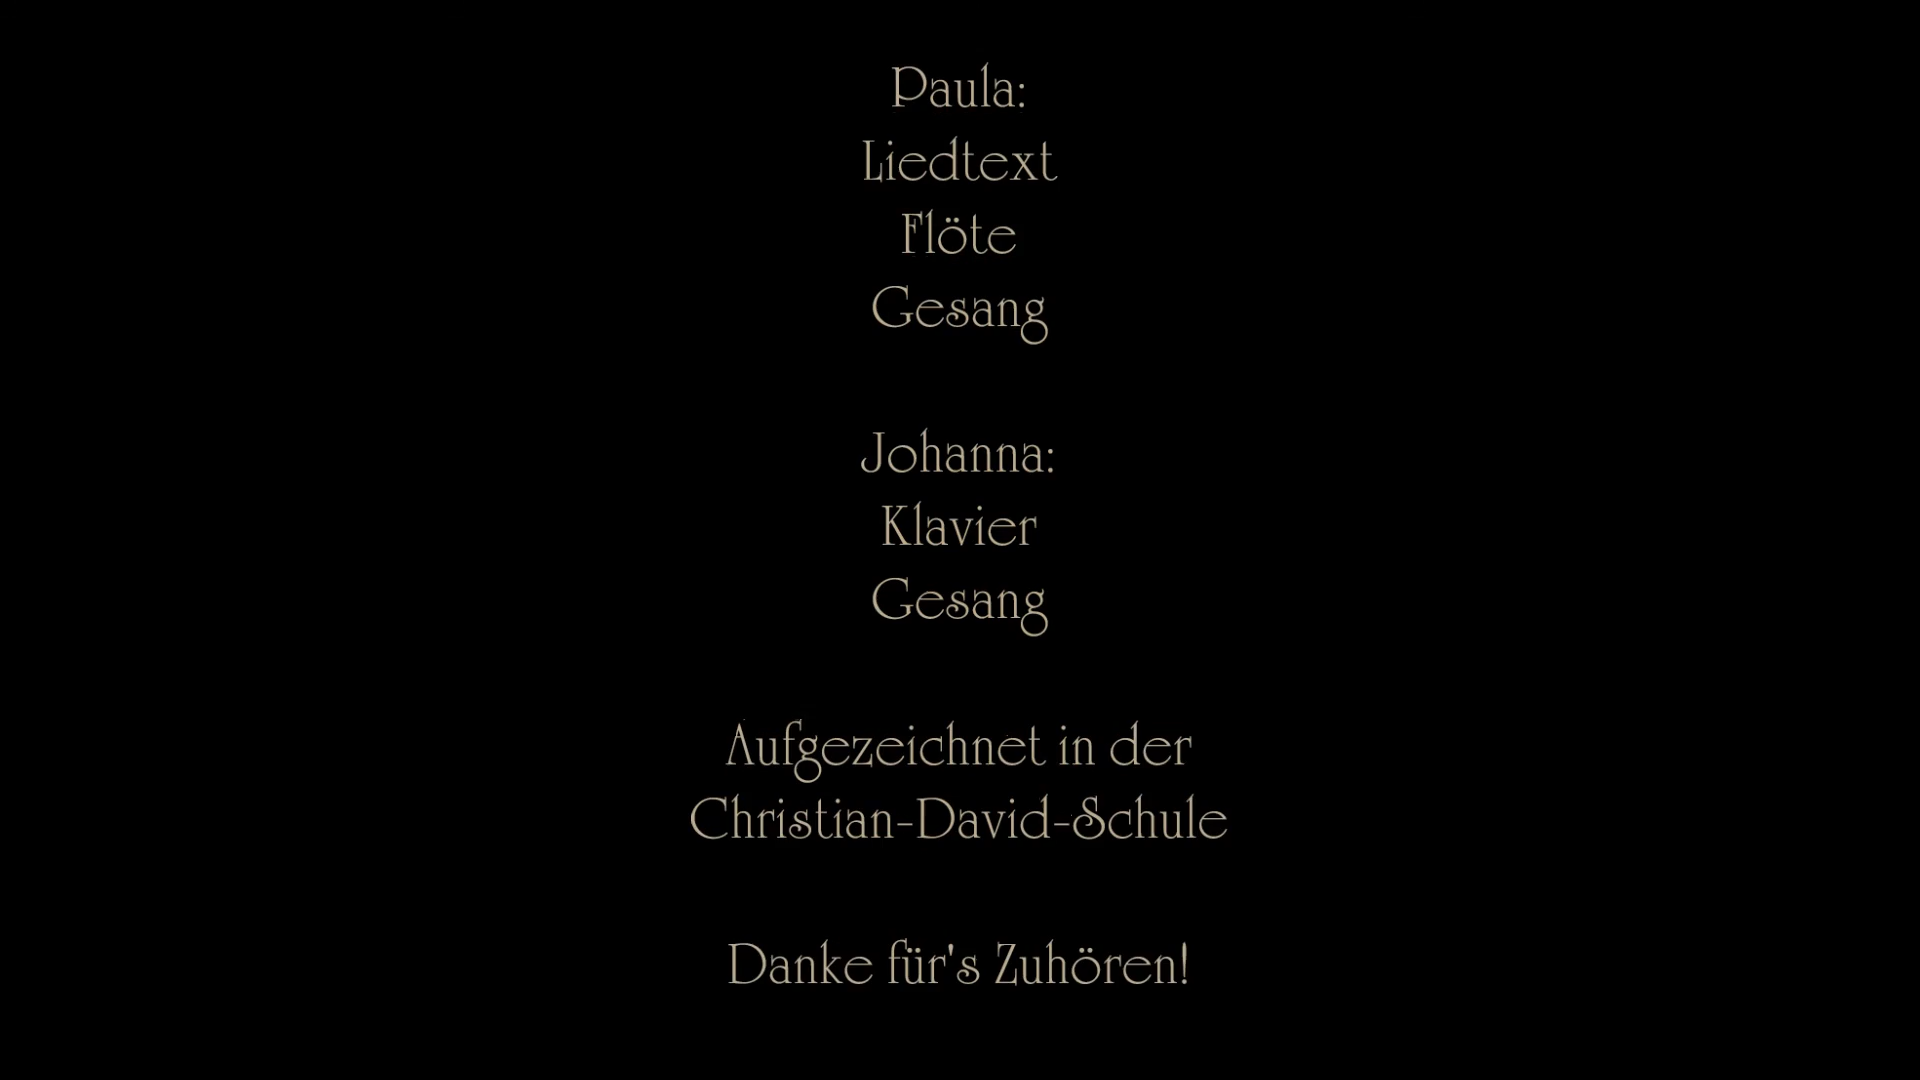 Paula:
Liedtext
Flöte
Gesang
Johanna:
Klavier
Gesang
Aufgezeichnet in der
Christian-David-Schule
Danke für's Zuhören!